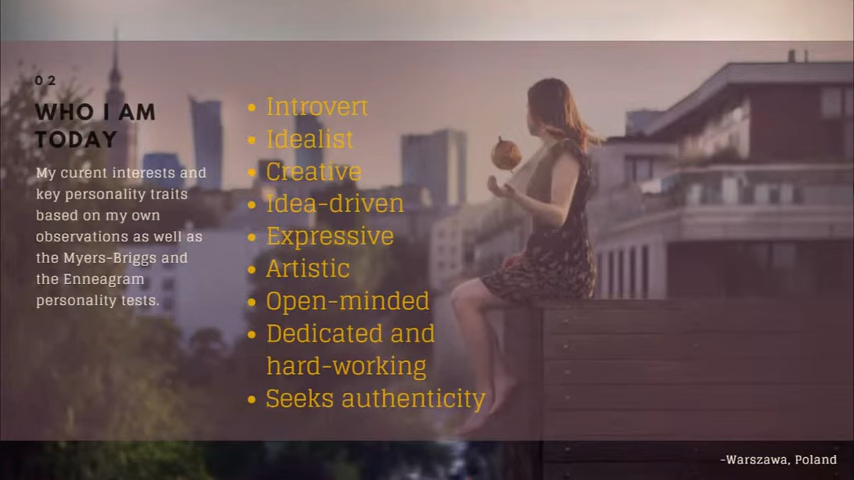 02
WHO I AM
TODAY
My curent interests and
key personality traits
based on my own
observations as well as
the Myers-Briggs and
the Enneagram
personality tests.
• Introvert
• Idealist
• Creative
• Idea-driven
• Expressive
• Artistic
• Open-minded
• Dedicated and
hard-working
• Seeks authenticity
-Warszawa, Poland